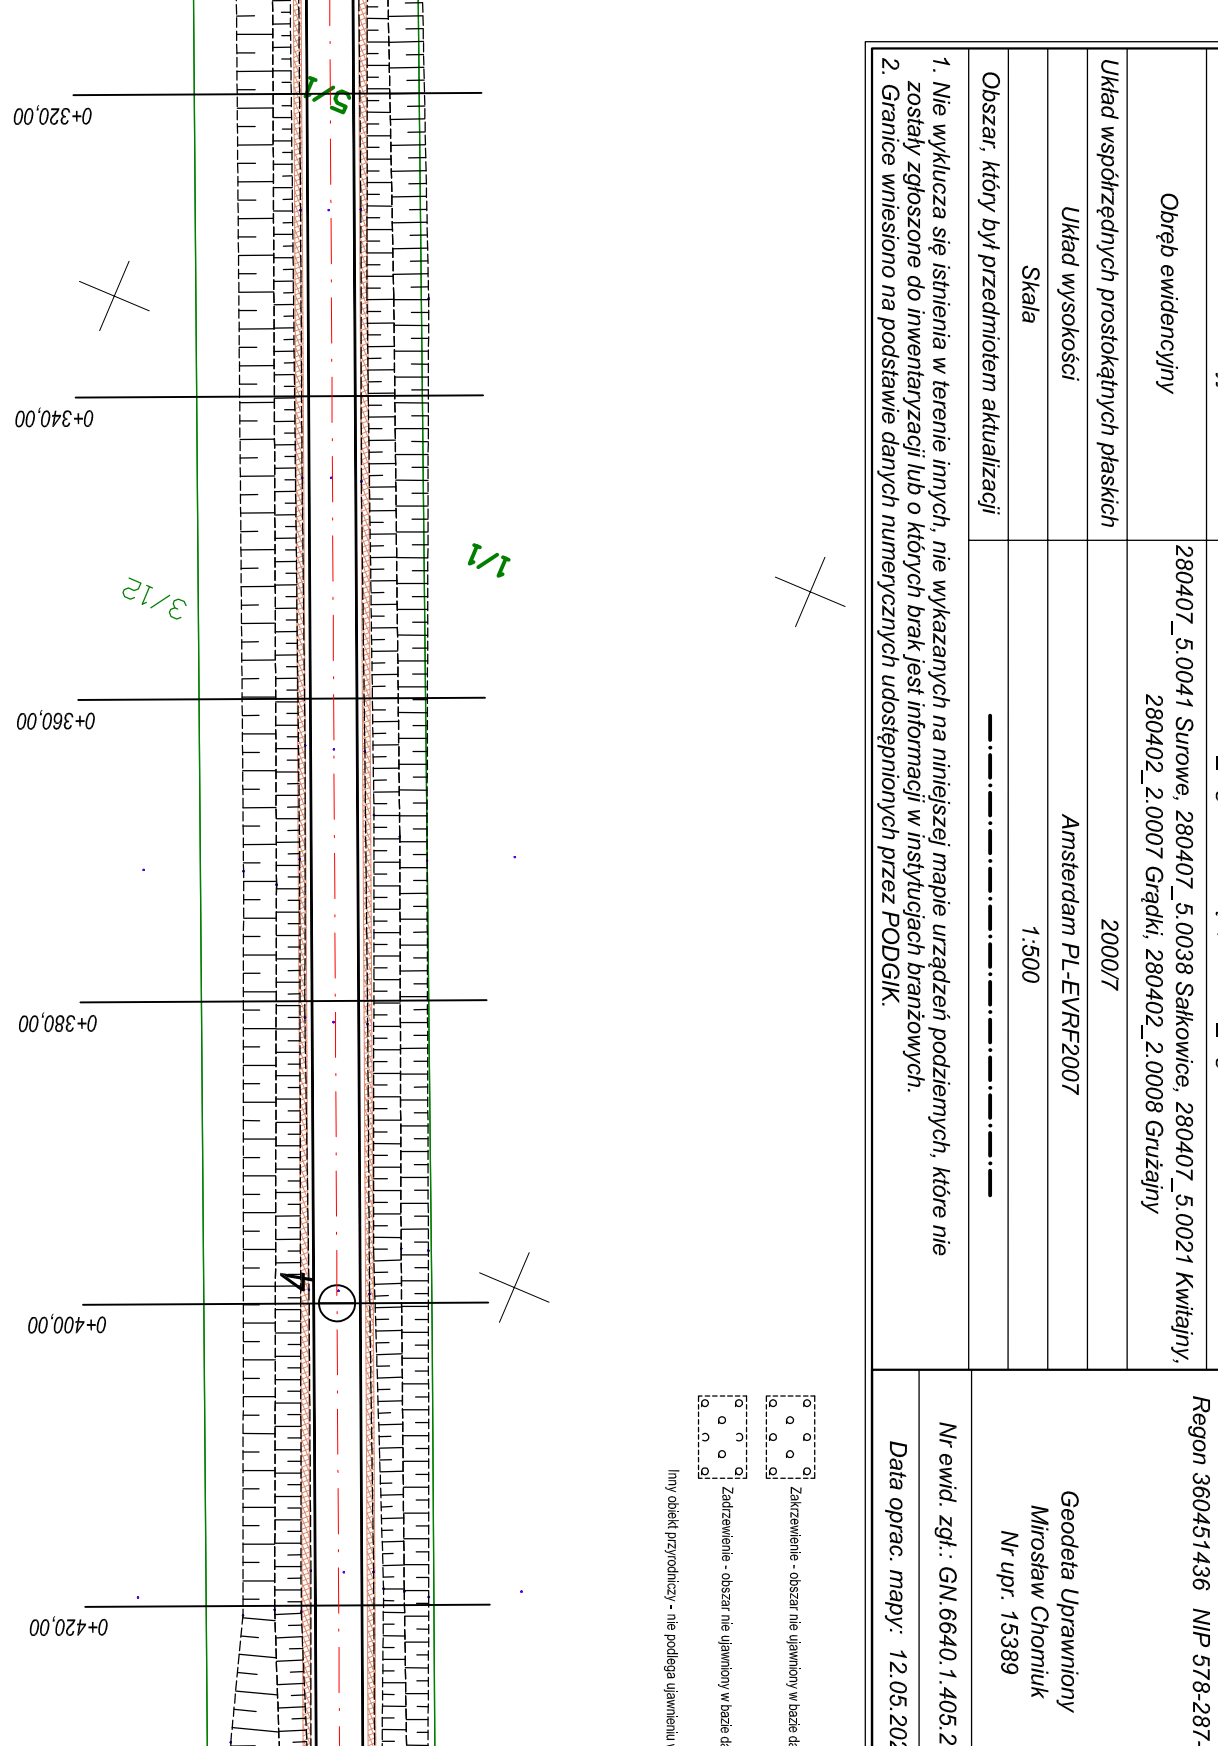 Obręb ewidencyjny
280407_5.0041 Surowe, 280407_5.0038 Sałkowice, 280407_5.0021 Kwitajny,
280402_2.0007 Grądki, 280402_2.0008 Grużajny
Układ współrzędnych prostokątnych płaskich
2000/7
Układ wysokości
Amsterdam PL-EVRF2007
Skala
1:500
Obszar, który był przedmiotem aktualizacji
1. Nie wyklucza się istnienia w terenie innych, nie wykazanych na niniejszej mapie urządzeń podziemych, które nie
zostały zgłoszone do inwentaryzacji lub o których brak jest informacji w instytucjach branżowych.
2. Granice wniesiono na podstawie danych numerycznych udostępnionych przez PODGIK.
Regon 360451436 NIP 578-287-
Geodeta Uprawniony
Mirosław Chomiuk
Nr upr. 15389
Nr ewid. zgł.: GN.6640.1.405.2
Data oprac. mapy: 12.05.202
Zakrzewienie - obszar nie ujawniony w bazie da
Zadrzewienie - obszar nie ujawniony w bazie da
Inny obiekt przyrodniczy - nie podlega ujawnieniu w
5/1
1/1
3/12
4
0+320,00
0+340,00
0+360,00
0+380,00
0+400,00
0+420,00